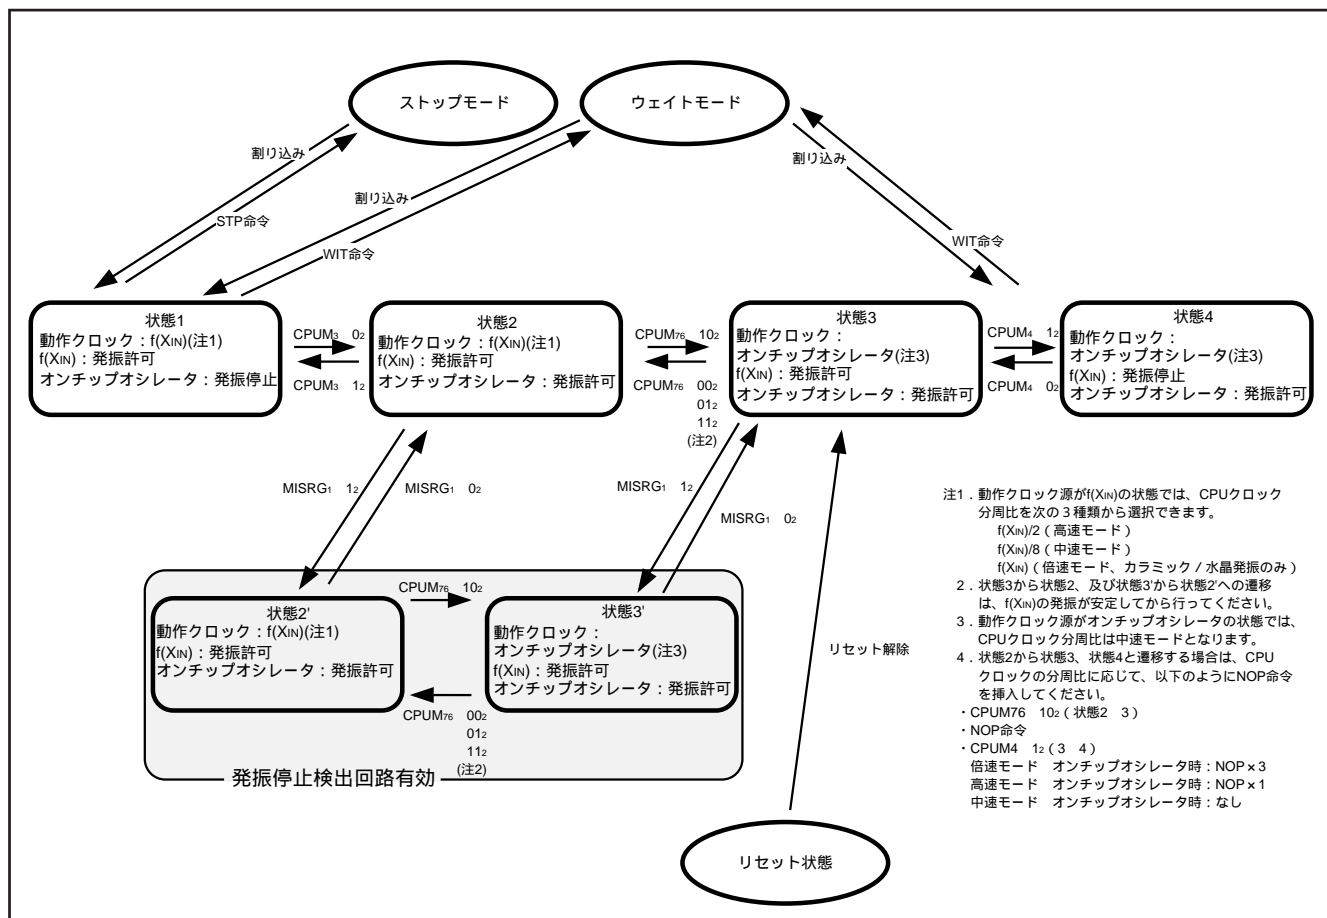 ストップモード
ウェイトモード
割り込み
STP命令
割り込み
WIT命令
割り込み
WIT命令
状態1
動作クロック：f(XIN)(注1)
f(XIN)：発振許可
オンチップオシレータ：発振停止
CPUM3　02
CPUM3　12
状態2
動作クロック：f(XIN)(注1)
f(XIN)：発振許可
オンチップオシレータ：発振許可
CPUM76　102
CPUM76　002
012
112
(注2)
状態3
動作クロック：
オンチップオシレータ(注3)
f(XIN)：発振許可
オンチップオシレータ：発振許可
CPUM4　12
CPUM4　02
状態4
動作クロック：
オンチップオシレータ(注3)
f(XIN)：発振停止
オンチップオシレータ：発振許可
MISRG1　12
MISRG1　02
MISRG1　12
MISRG1　02
状態2'
動作クロック：f(XIN)(注1)
f(XIN)：発振許可
オンチップオシレータ：発振許可
CPUM76　102
CPUM76　002
012
112
(注2)
状態3'
動作クロック：
オンチップオシレータ(注3)
f(XIN)：発振許可
オンチップオシレータ：発振許可
発振停止検出回路有効
リセット解除
リセット状態
注1．動作クロック源がf(XIN)の状態では、CPUクロック
分周比を次の３種類から選択できます。
f(XIN)/2（高速モード）
f(XIN)/8（中速モード）
f(XIN)（倍速モード、カラミック / 水晶発振のみ）
2．状態3から状態2、及び状態3'から状態2'への遷移
は、f(XIN)の発振が安定してから行ってください。
3．動作クロック源がオンチップオシレータの状態では、
CPUクロック分周比は中速モードとなります。
4．状態2から状態3、状態4と遷移する場合は、CPU
クロックの分周比に応じて、以下のようにNOP命令
を挿入してください。
・CPUM76　102（状態2　3）
・NOP命令
・CPUM4　12（3　4）
倍速モード　オンチップオシレータ時：NOP×3
高速モード　オンチップオシレータ時：NOP×1
中速モード　オンチップオシレータ時：なし